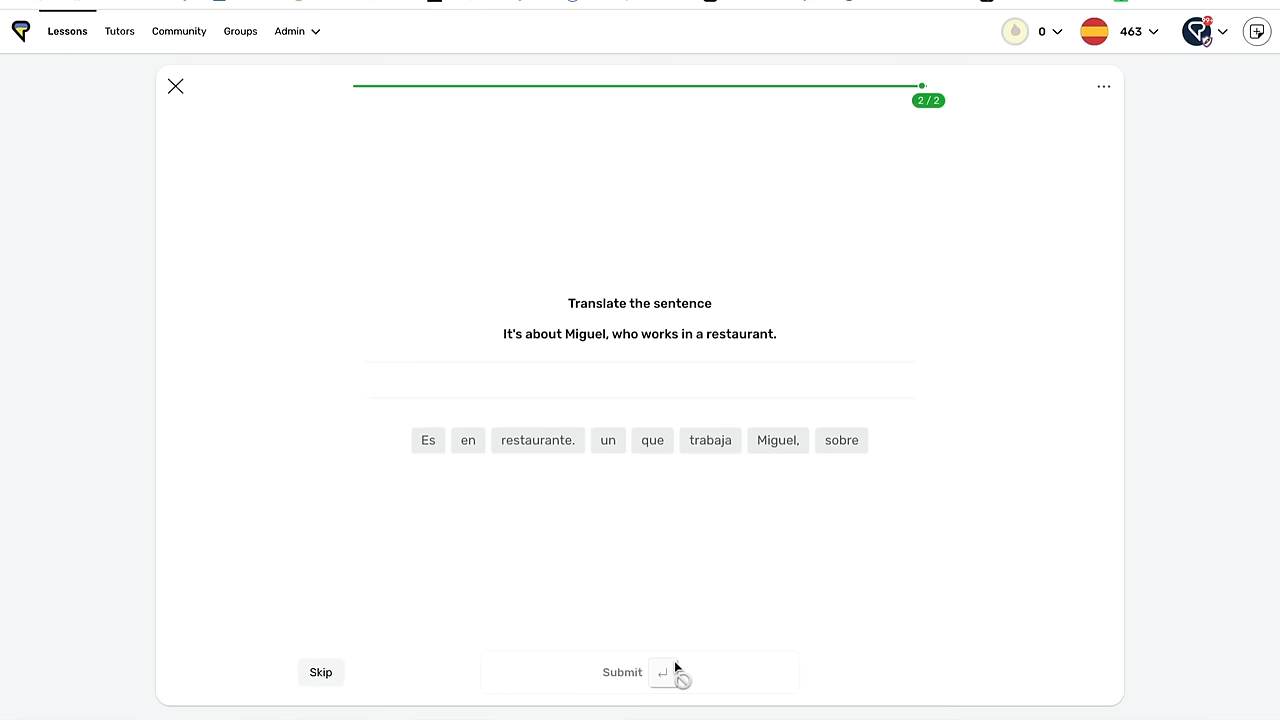 Lessons Tutors Community Groups Admin 0 463
2 / 2
Translate the sentence
It's about Miguel, who works in a restaurant.
Es en restaurante. un que trabaja Miguel, sobre
Skip Submit